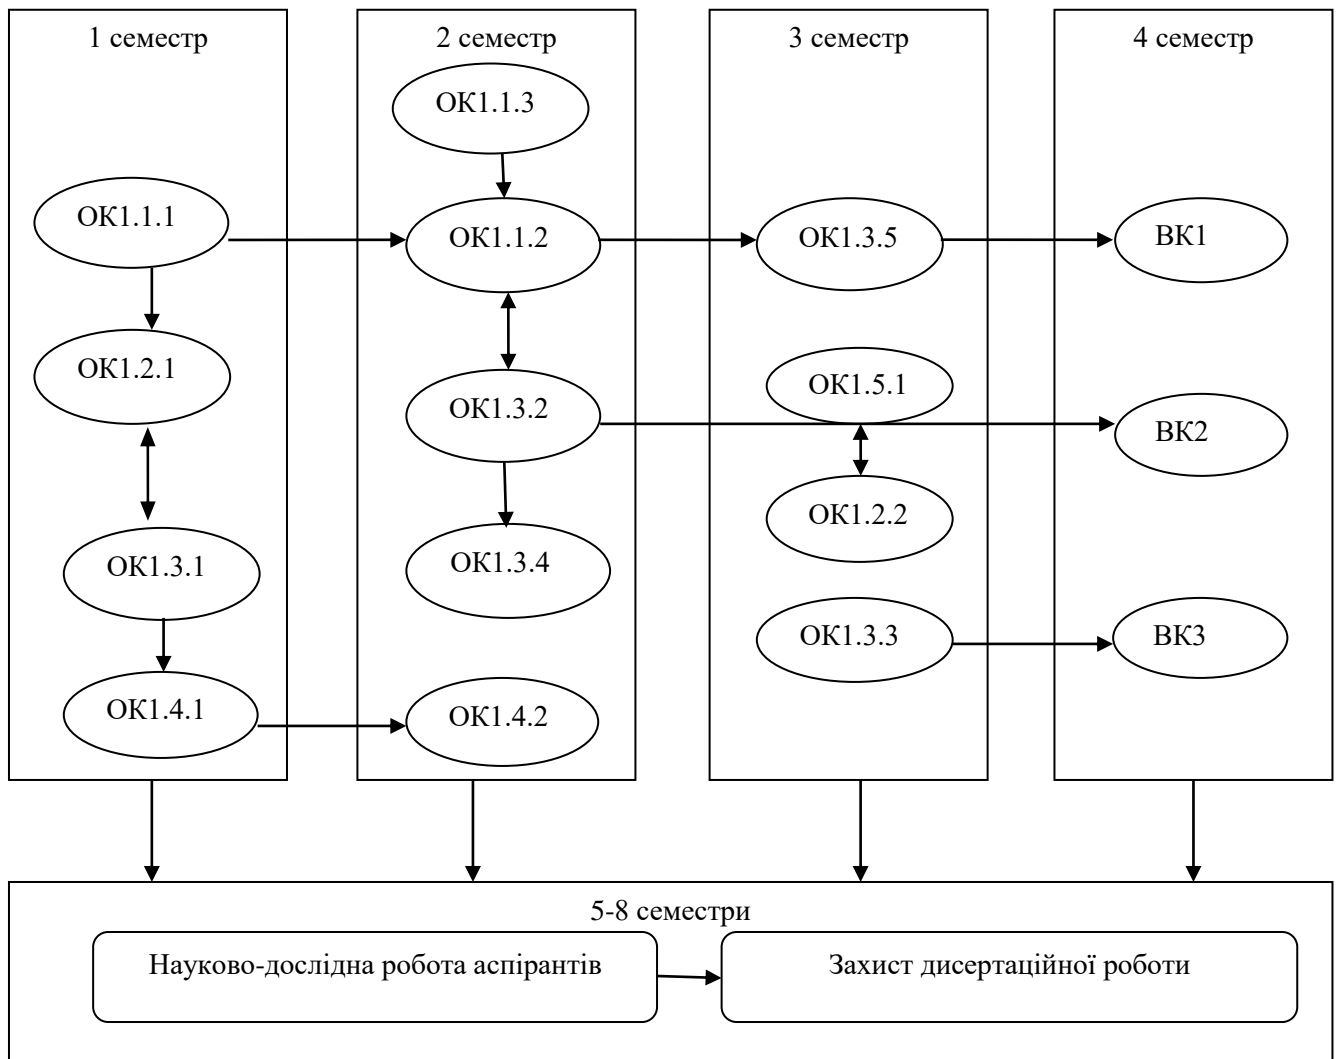 1 семестр
2 семестр
3 семестр
4 семестр
ОК1.1.3
ОК1.1.1
ОК1.1.2
ОК1.3.5
ВК1
ОК1.2.1
ОК1.3.2
ОК1.5.1
ВК2
ОК1.2.2
ОК1.3.1
ОК1.3.4
ОК1.3.3
ВК3
ОК1.4.1
ОК1.4.2
5-8 семестри
Науково-дослідна робота аспірантів
Захист дисертаційної роботи